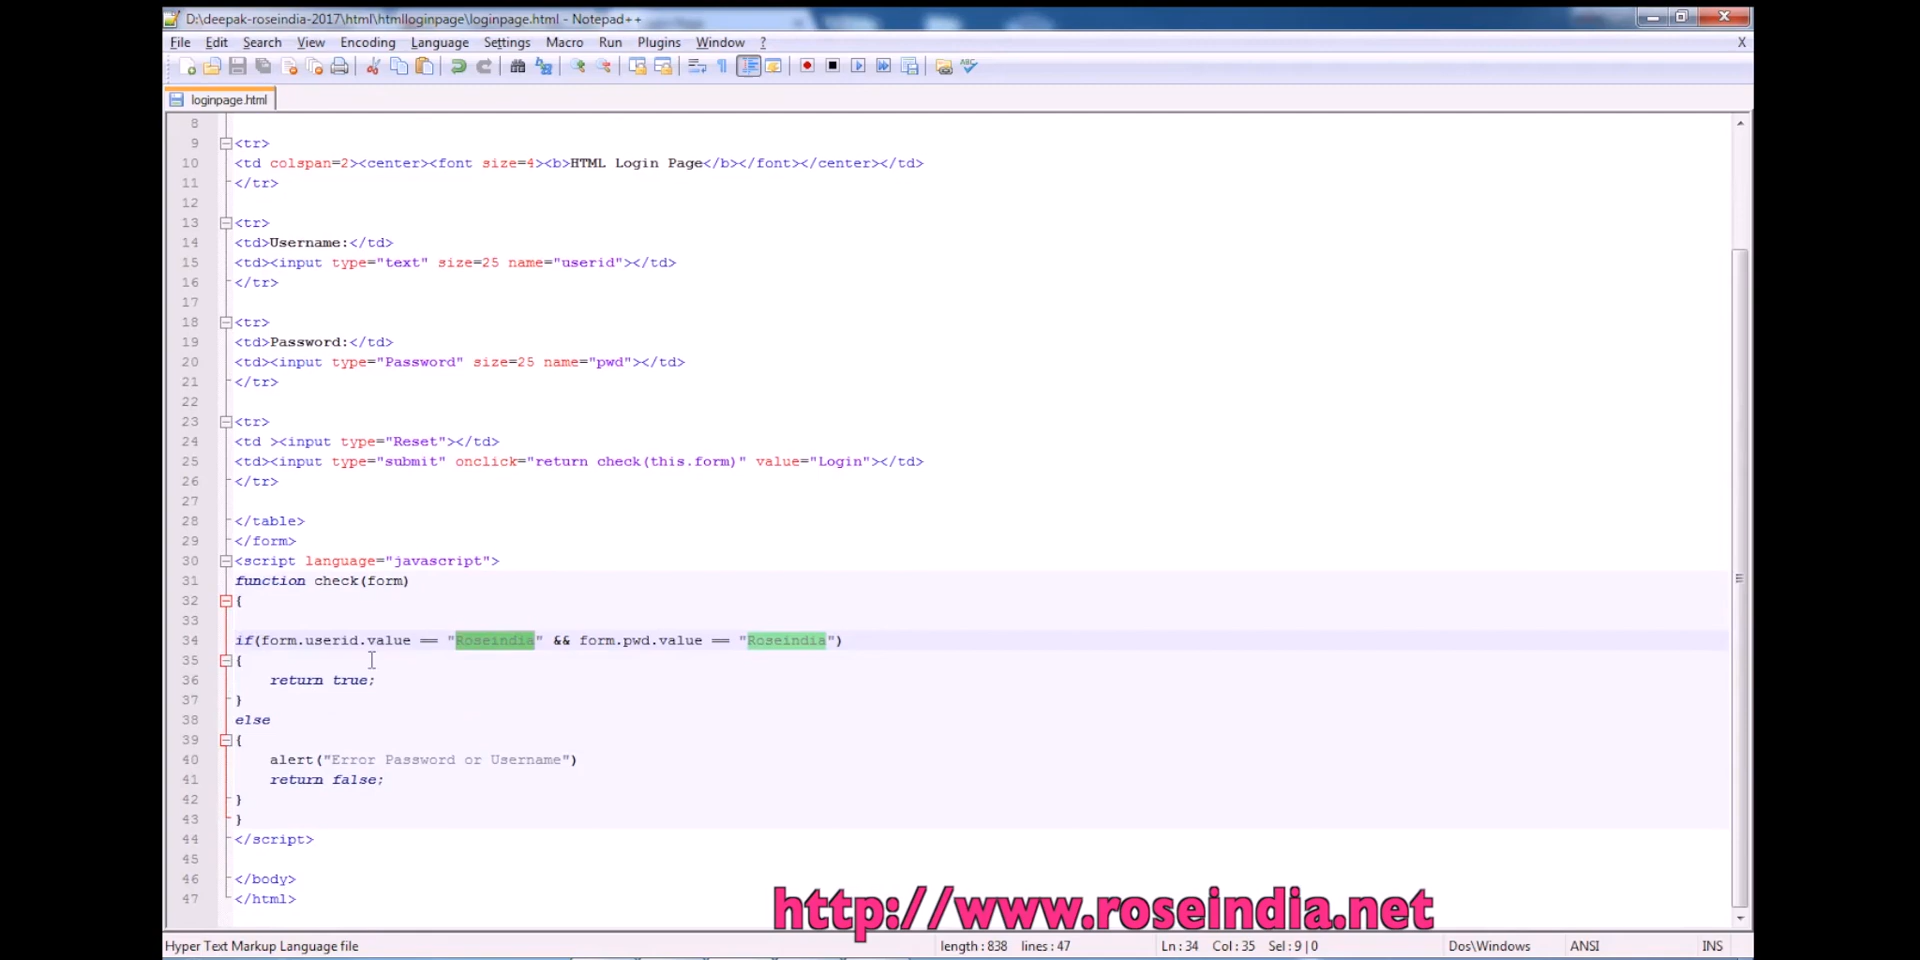 D:\deepak-roseindia-2017\html\htmlloginpage\loginpage.html - Notepad++
File Edit Search View Encoding Language Settings Macro Run Plugins Window ? X
loginpage.html
8
9 <tr>
10 <td colspan=2><center><font size=4><b>HTML Login Page</b></font></center></td>
11 </tr>
12
13 <tr>
14 <td>Username:</td>
15 <td><input type="text" size=25 name="userid"></td>
16 </tr>
17
18 <tr>
19 <td>Password:</td>
20 <td><input type="Password" size=25 name="pwd"></td>
21 </tr>
22
23 <tr>
24 <td ><input type="Reset"></td>
25 <td><input type="submit" onclick="return check(this.form)" value="Login"></td>
26 </tr>
27
28 </table>
29 </form>
30 <script language="javascript">
31 function check(form)
32 {
33
34 if(form.userid.value == "Roseindia" && form.pwd.value == "Roseindia")
35 {
36 return true;
37 }
38 else
39 {
40 alert("Error Password or Username")
41 return false;
42 }
43 }
44 </script>
45
46 </body>
47 </html>
http://www.roseindia.net
Hyper Text Markup Language file length : 838 lines : 47 Ln : 34 Col : 35 Sel : 9 | 0 Dos\Windows ANSI INS